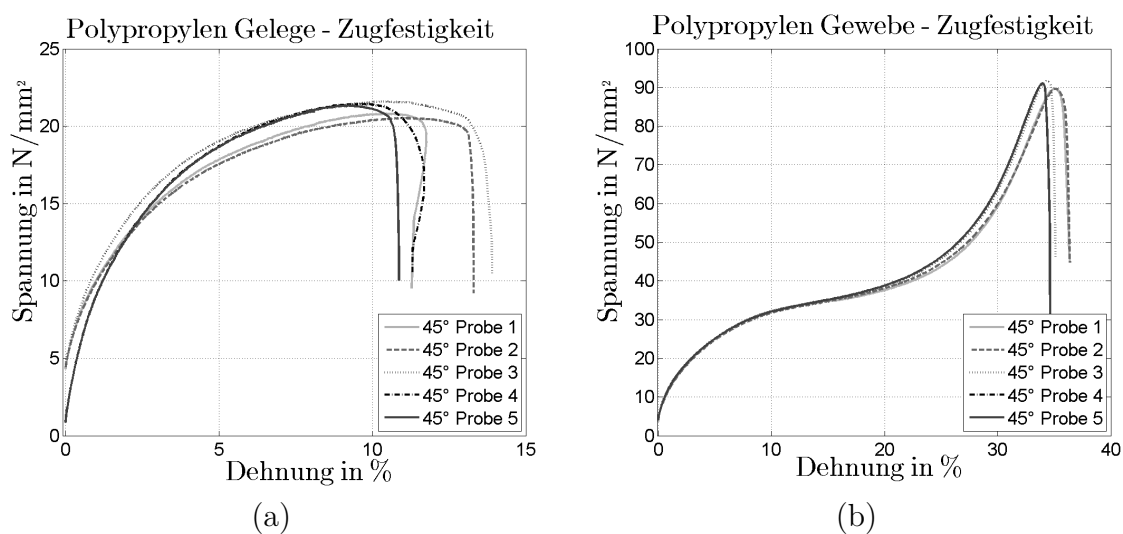 Polypropylen Gelege - Zugfestigkeit
25
20
15
10
5
0
Spannung in N/mm²
0 5 10 15
Dehnung in %
45° Probe 1
45° Probe 2
45° Probe 3
45° Probe 4
45° Probe 5
(a)
Polypropylen Gewebe - Zugfestigkeit
100
90
80
70
60
50
40
30
20
10
0
Spannung in N/mm²
0 10 20 30 40
Dehnung in %
45° Probe 1
45° Probe 2
45° Probe 3
45° Probe 4
45° Probe 5
(b)